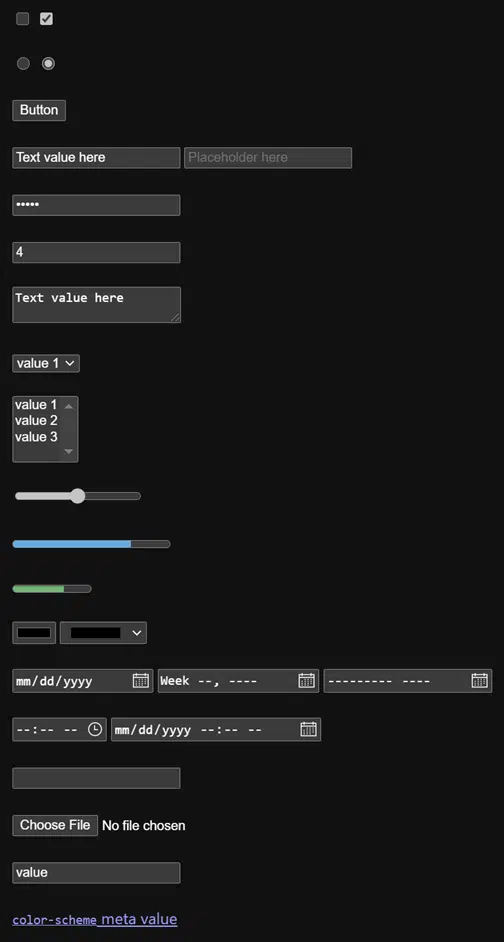 Button
Text value here Placeholder here
•••••
4
Text value here
value 1
value 1
value 2
value 3
mm/dd/yyyy Week --, ---- --------- ----
--:-- -- mm/dd/yyyy --:-- --
Choose File No file chosen
value
color-scheme meta value